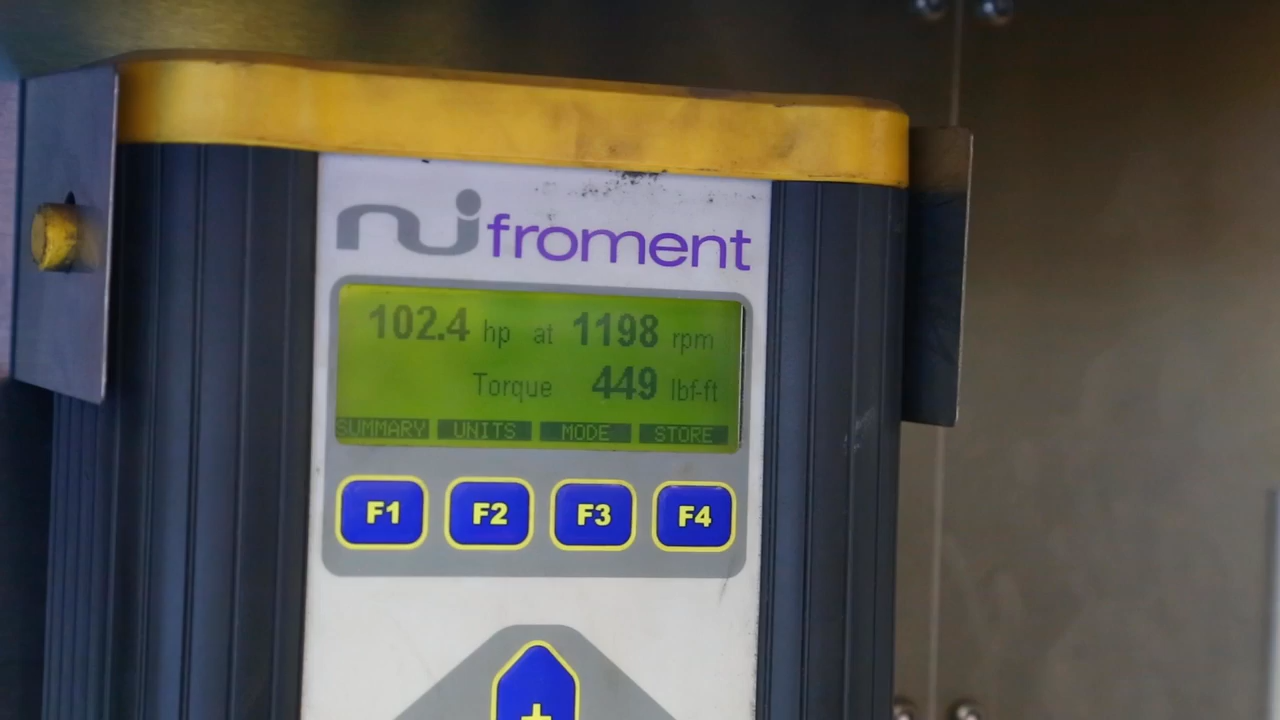 nj froment
102.4 hp at 1198 rpm
Torque 449 lbf-ft
SUMMARY UNITS MODE STORE
F1 F2 F3 F4
+